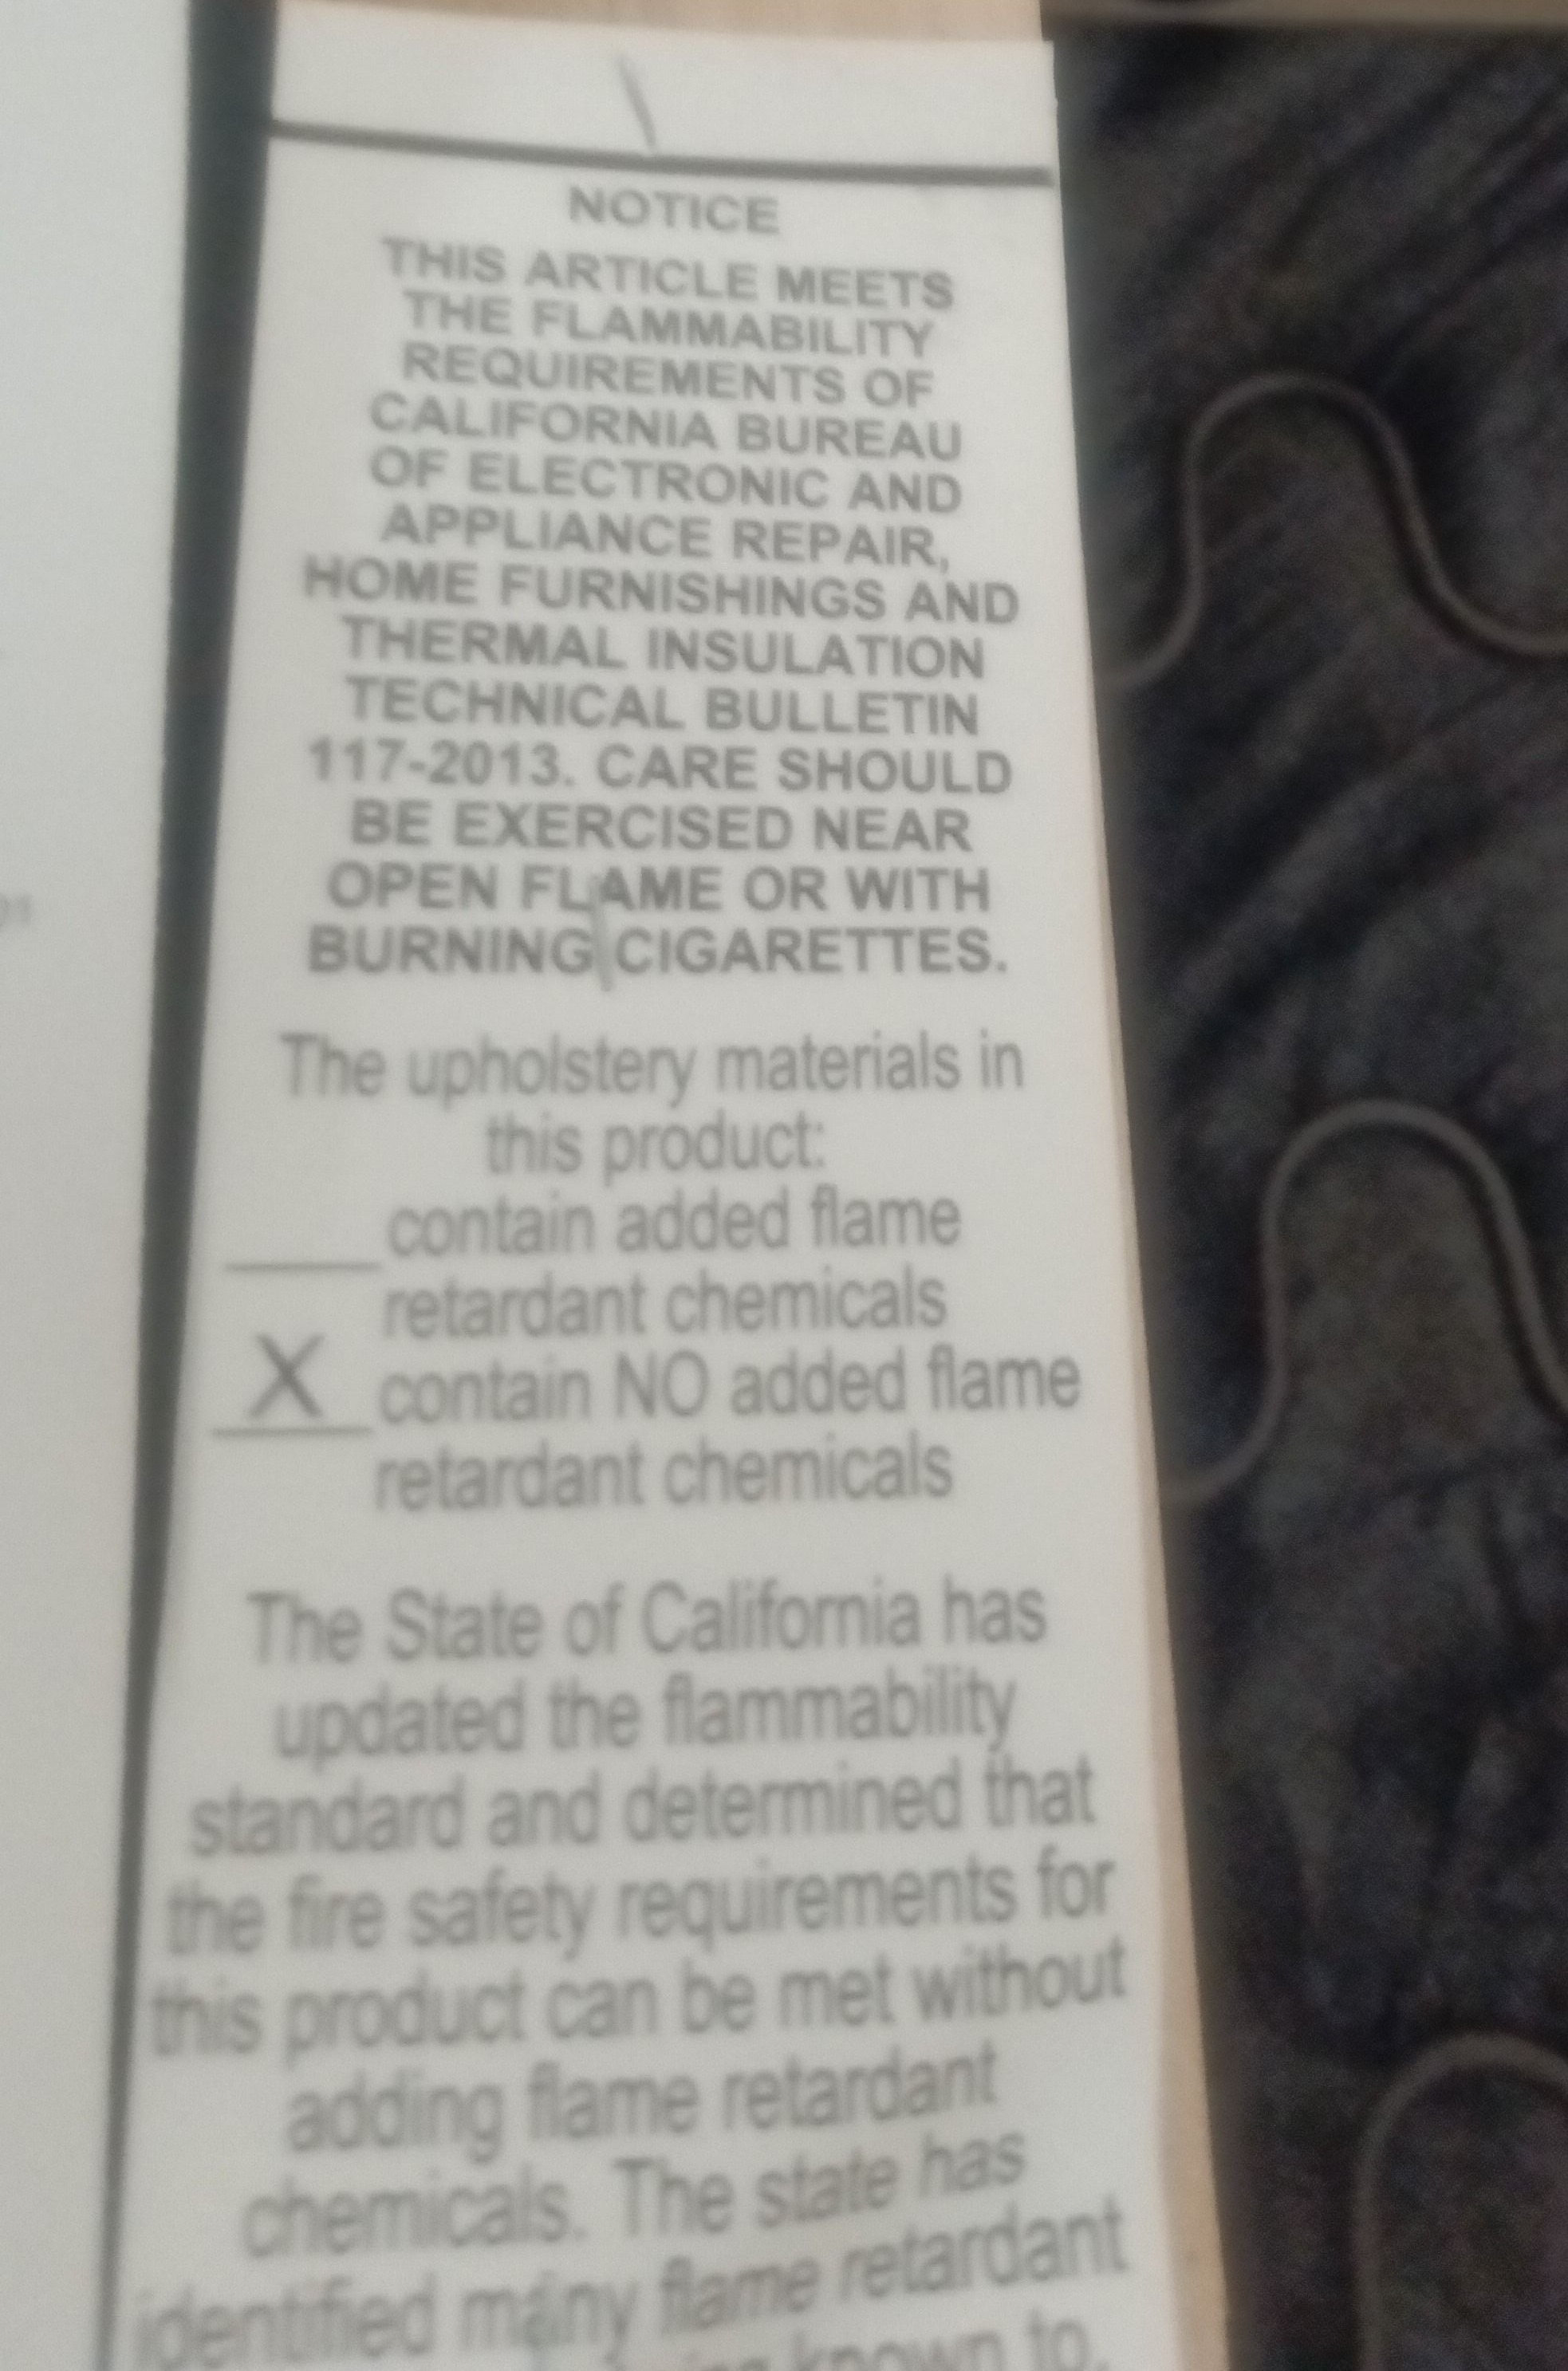 NOTICE
THIS ARTICLE MEETS
THE FLAMMABILITY
REQUIREMENTS OF
CALIFORNIA BUREAU
OF ELECTRONIC AND
APPLIANCE REPAIR,
HOME FURNISHINGS AND
THERMAL INSULATION
TECHNICAL BULLETIN
117-2013. CARE SHOULD
BE EXERCISED NEAR
OPEN FLAME OR WITH
BURNING CIGARETTES.
The upholstery materials in
this product:
contain added flame
retardant chemicals
X contain NO added flame
retardant chemicals
The State of California has
updated the flammability
standard and determined that
the fire safety requirements for
this product can be met without
adding flame retardant
chemicals. The state has
identified many flame retardant
known to,